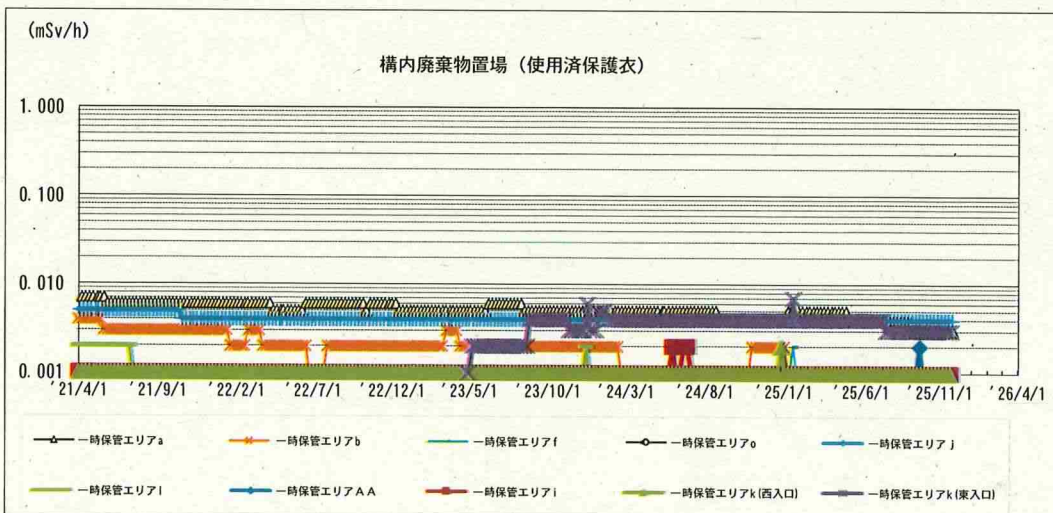 (mSv/h)
構内廃棄物置場（使用済保護衣）
1.000
0.100
0.010
0.001
'21/4/1 '21/9/1 '22/2/1 '22/7/1 '22/12/1 '23/5/1 '23/10/1 '24/3/1 '24/8/1 '25/1/1 '25/6/1 '25/11/1 '26/4/1
一時保管エリアa 一時保管エリアb 一時保管エリアf 一時保管エリアo 一時保管エリアj
一時保管エリアl 一時保管エリアAA 一時保管エリアi 一時保管エリアk(西入口) 一時保管エリアk(東入口)